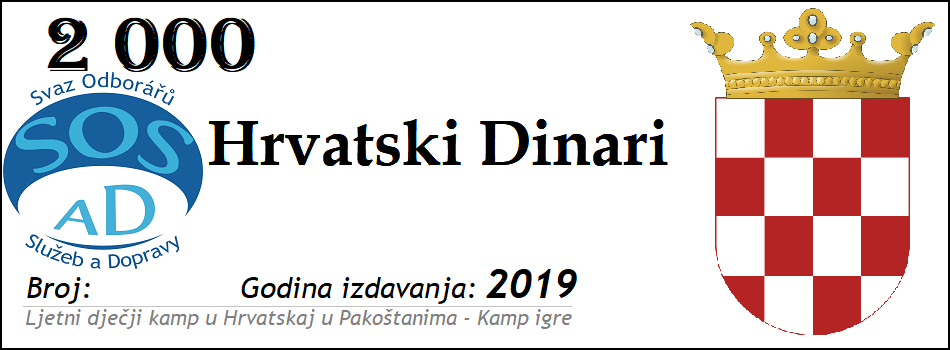 2 000
Svaz Odborářů
SOS
AD
Služeb a Dopravy
Hrvatski Dinari
Broj: Godina izdavanja: 2019
Ljetni dječji kamp u Hrvatskaj u Pakoštanima - Kamp igre